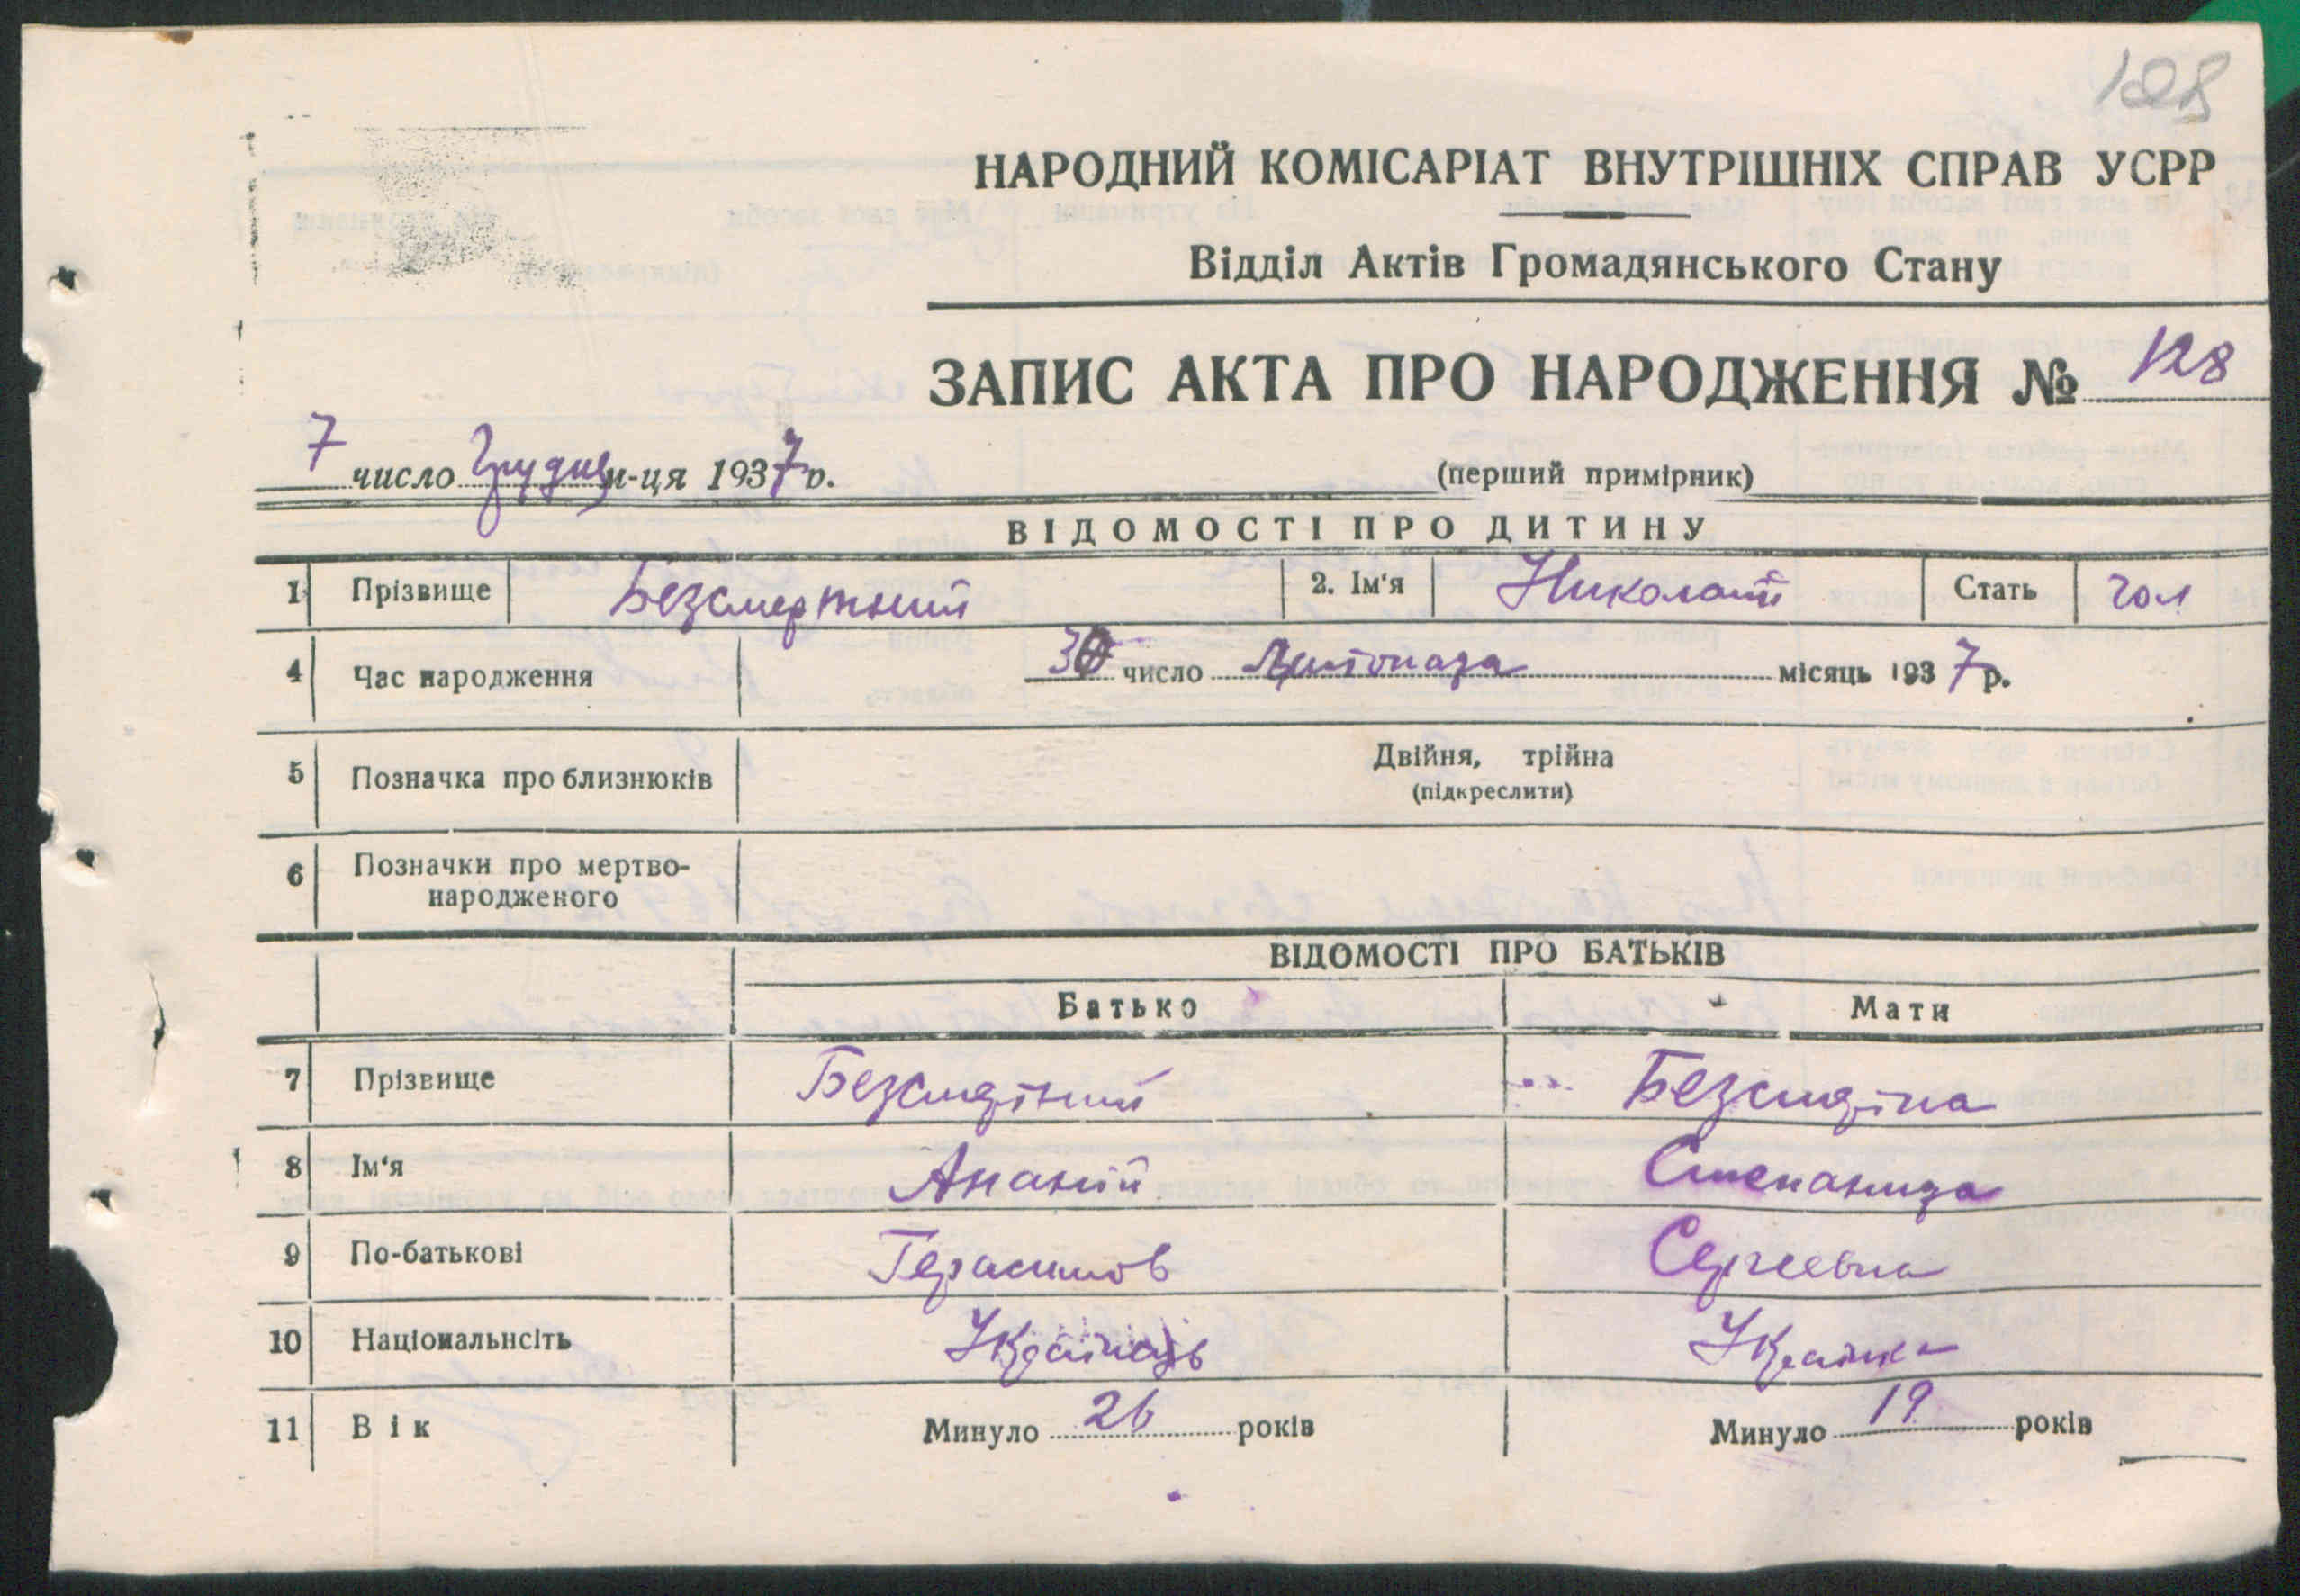 128
НАРОДНИЙ КОМІСАРІАТ ВНУТРІШНІХ СПРАВ УСРР
Відділ Актів Громадянського Стану
ЗАПИС АКТА ПРО НАРОДЖЕННЯ № 128
7 число Грудня м-ця 1937 р.
(перший примірник)
ВІДОМОСТІ ПРО ДИТИНУ
1 Прізвище Безсмертний 2. Ім'я Николай Стать чол
4 Час народження 30 число Листопада місяць 1937 р.
5 Позначка про близнюків Двійня, трійна
(підкреслити)
6 Позначки про мертво-
народженого
ВІДОМОСТІ ПРО БАТЬКІВ
Батько Мати
7 Прізвище
8 Ім'я Ананій Степанида
9 По-батькові Герасимов Сергеевна
10 Націоиальнсіть Українець Українка
11 Вік Минуло 26 років Минуло 19 років